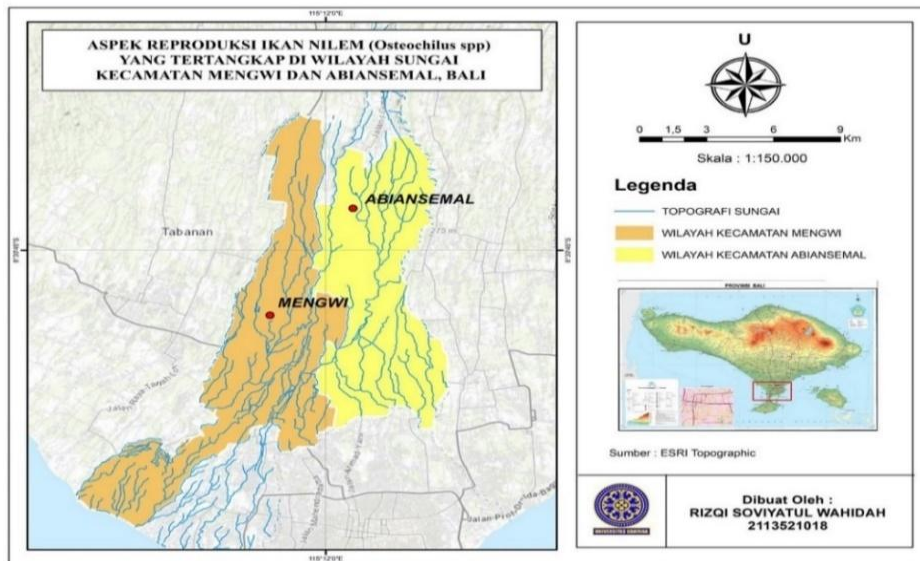 115°12'0"E
ASPEK REPRODUKSI IKAN NILEM (Osteochilus spp)
YANG TERTANGKAP DI WILAYAH SUNGAI
KECAMATAN MENGWI DAN ABIANSEMAL, BALI
ABIANSEMAL
Tabanan
MENGWI
115°12'0"E
U
0 1,5 3 6 9
Km
Skala : 1:150.000
Legenda
TOPOGRAFI SUNGAI
WILAYAH KECAMATAN MENGWI
WILAYAH KECAMATAN ABIANSEMAL
PROVINSI BALI
Sumber : ESRI Topographic
UNIVERSITAS UDAYANA
Dibuat Oleh :
RIZQI SOVIYATUL WAHIDAH
2113521018